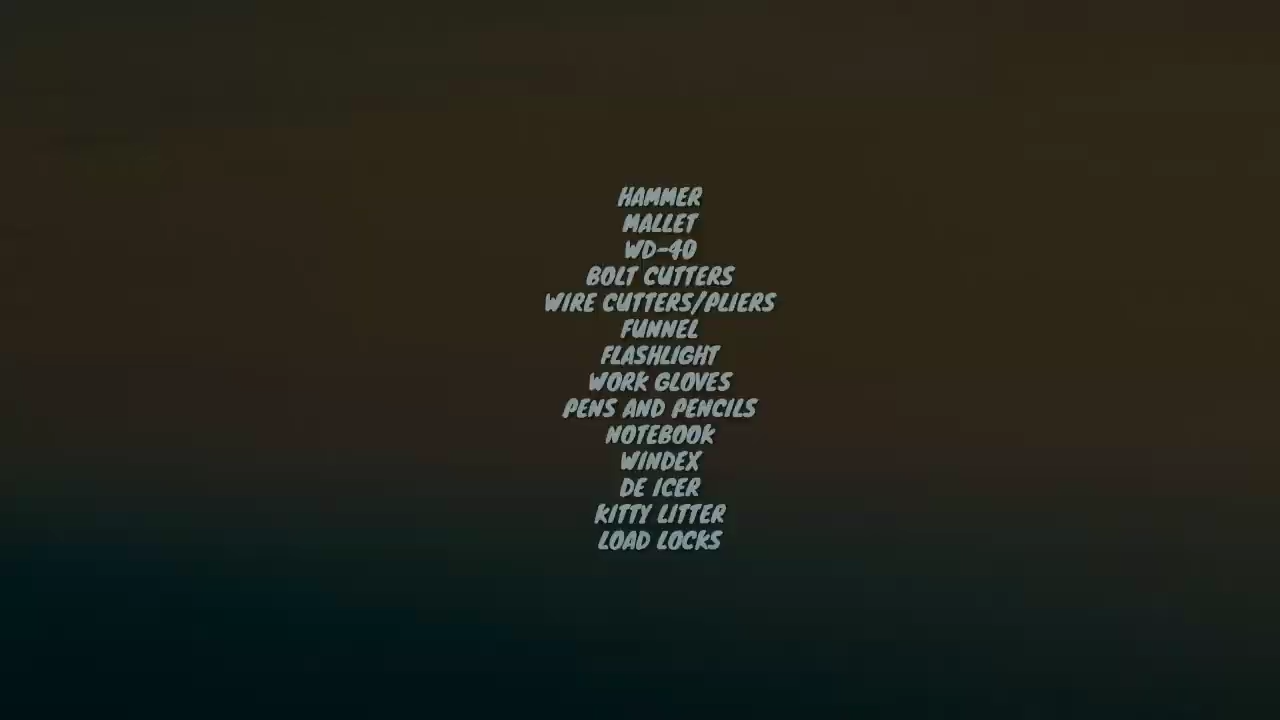 HAMMER
MALLET
WD-40
BOLT CUTTERS
WIRE CUTTERS/PLIERS
FUNNEL
FLASHLIGHT
WORK GLOVES
PENS AND PENCILS
NOTEBOOK
WINDEX
DE ICER
KITTY LITTER
LOAD LOCKS